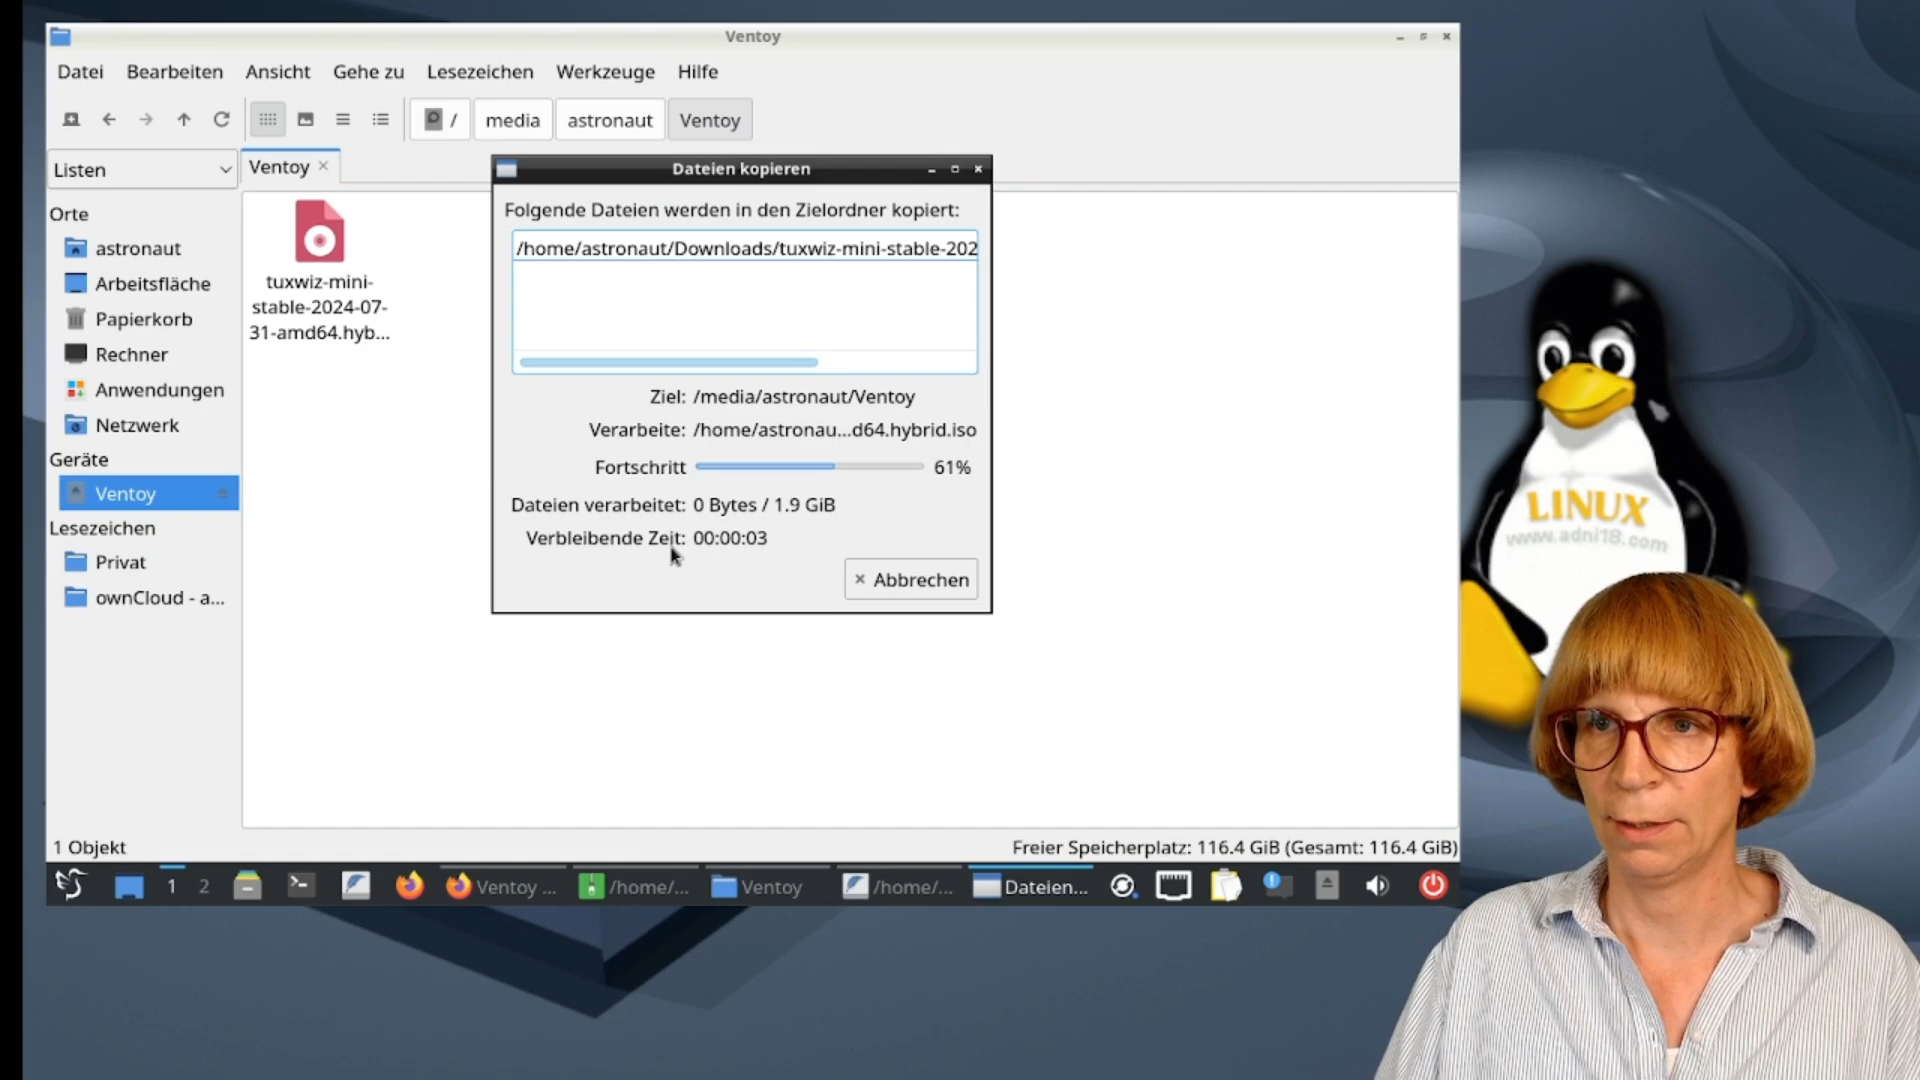 Ventoy
Datei Bearbeiten Ansicht Gehe zu Lesezeichen Werkzeuge Hilfe
/ media astronaut Ventoy
Listen
Ventoy
Orte
astronaut
Arbeitsfläche
Papierkorb
Rechner
Anwendungen
Netzwerk
Geräte
Ventoy
Lesezeichen
Privat
ownCloud - a...
tuxwiz-mini-
stable-2024-07-
31-amd64.hyb...
Dateien kopieren
Folgende Dateien werden in den Zielordner kopiert:
/home/astronaut/Downloads/tuxwiz-mini-stable-202
Ziel: /media/astronaut/Ventoy
Verarbeite: /home/astronau...d64.hybrid.iso
Fortschritt 61%
Dateien verarbeitet: 0 Bytes / 1.9 GiB
Verbleibende Zeit: 00:00:03
Abbrechen
LINUX
www.adni18.com
1 Objekt
Freier Speicherplatz: 116.4 GiB (Gesamt: 116.4 GiB)
1 2 Ventoy ... /home/... Ventoy /home/... Dateien...